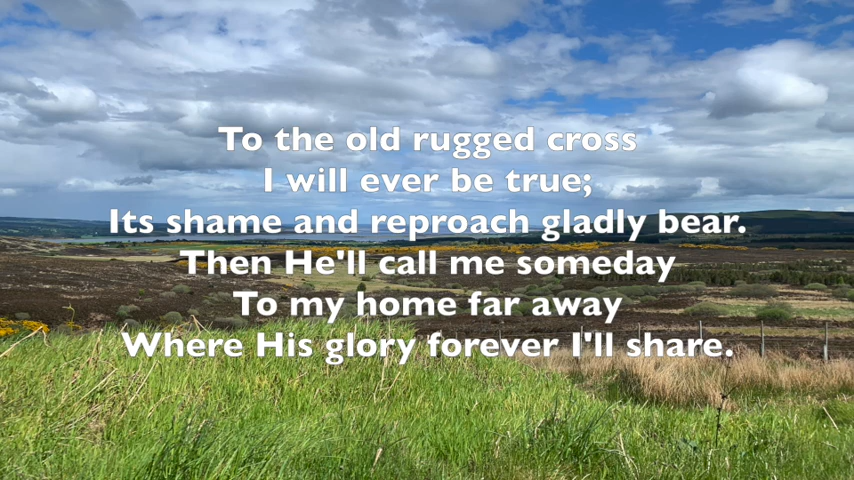 To the old rugged cross
I will ever be true;
Its shame and reproach gladly bear.
Then He'll call me someday
To my home far away
Where His glory forever I'll share.